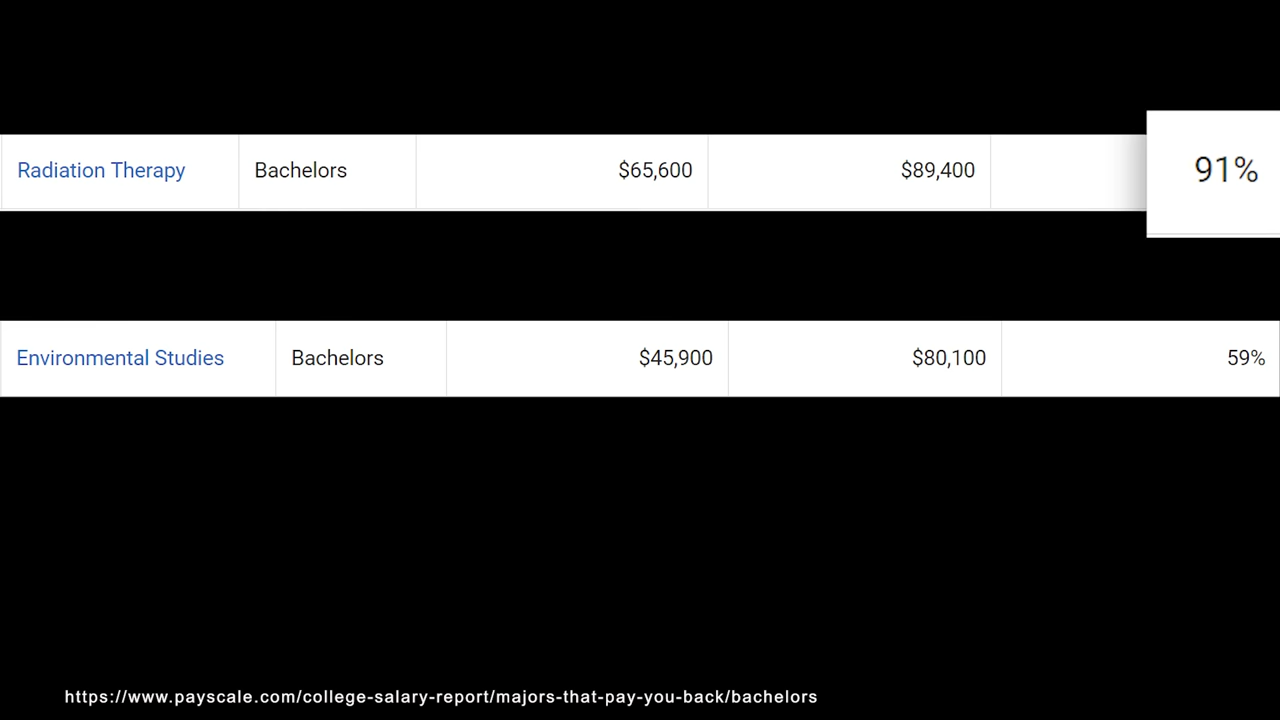 Radiation Therapy Bachelors $65,600 $89,400 91%
Environmental Studies Bachelors $45,900 $80,100 59%
https://www.payscale.com/college-salary-report/majors-that-pay-you-back/bachelors